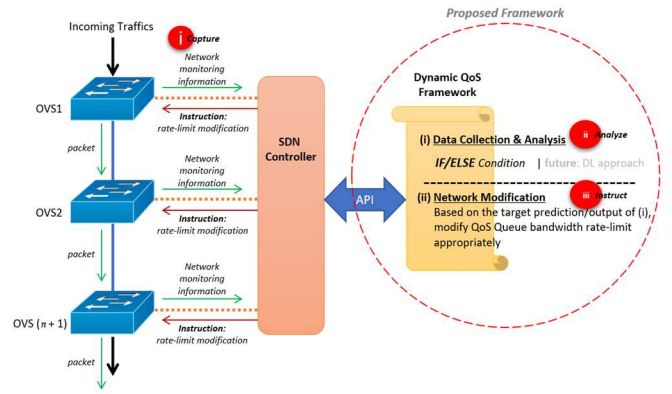 Proposed Framework
Incoming Traffics
i Capture
Network
monitoring
information
Instruction:
rate-limit modification
OVS1
packet
Network
monitoring
information
Instruction:
rate-limit modification
OVS2
packet
Network
monitoring
information
Instruction:
rate-limit modification
OVS (n + 1)
packet
SDN
Controller
API
Dynamic QoS
Framework
(i) Data Collection & Analysis
ii Analyze
IF/ELSE Condition | future: DL approach
iii Instruct
(ii) Network Modification
Based on the target prediction/output of (i),
modify QoS Queue bandwidth rate-limit
appropriately